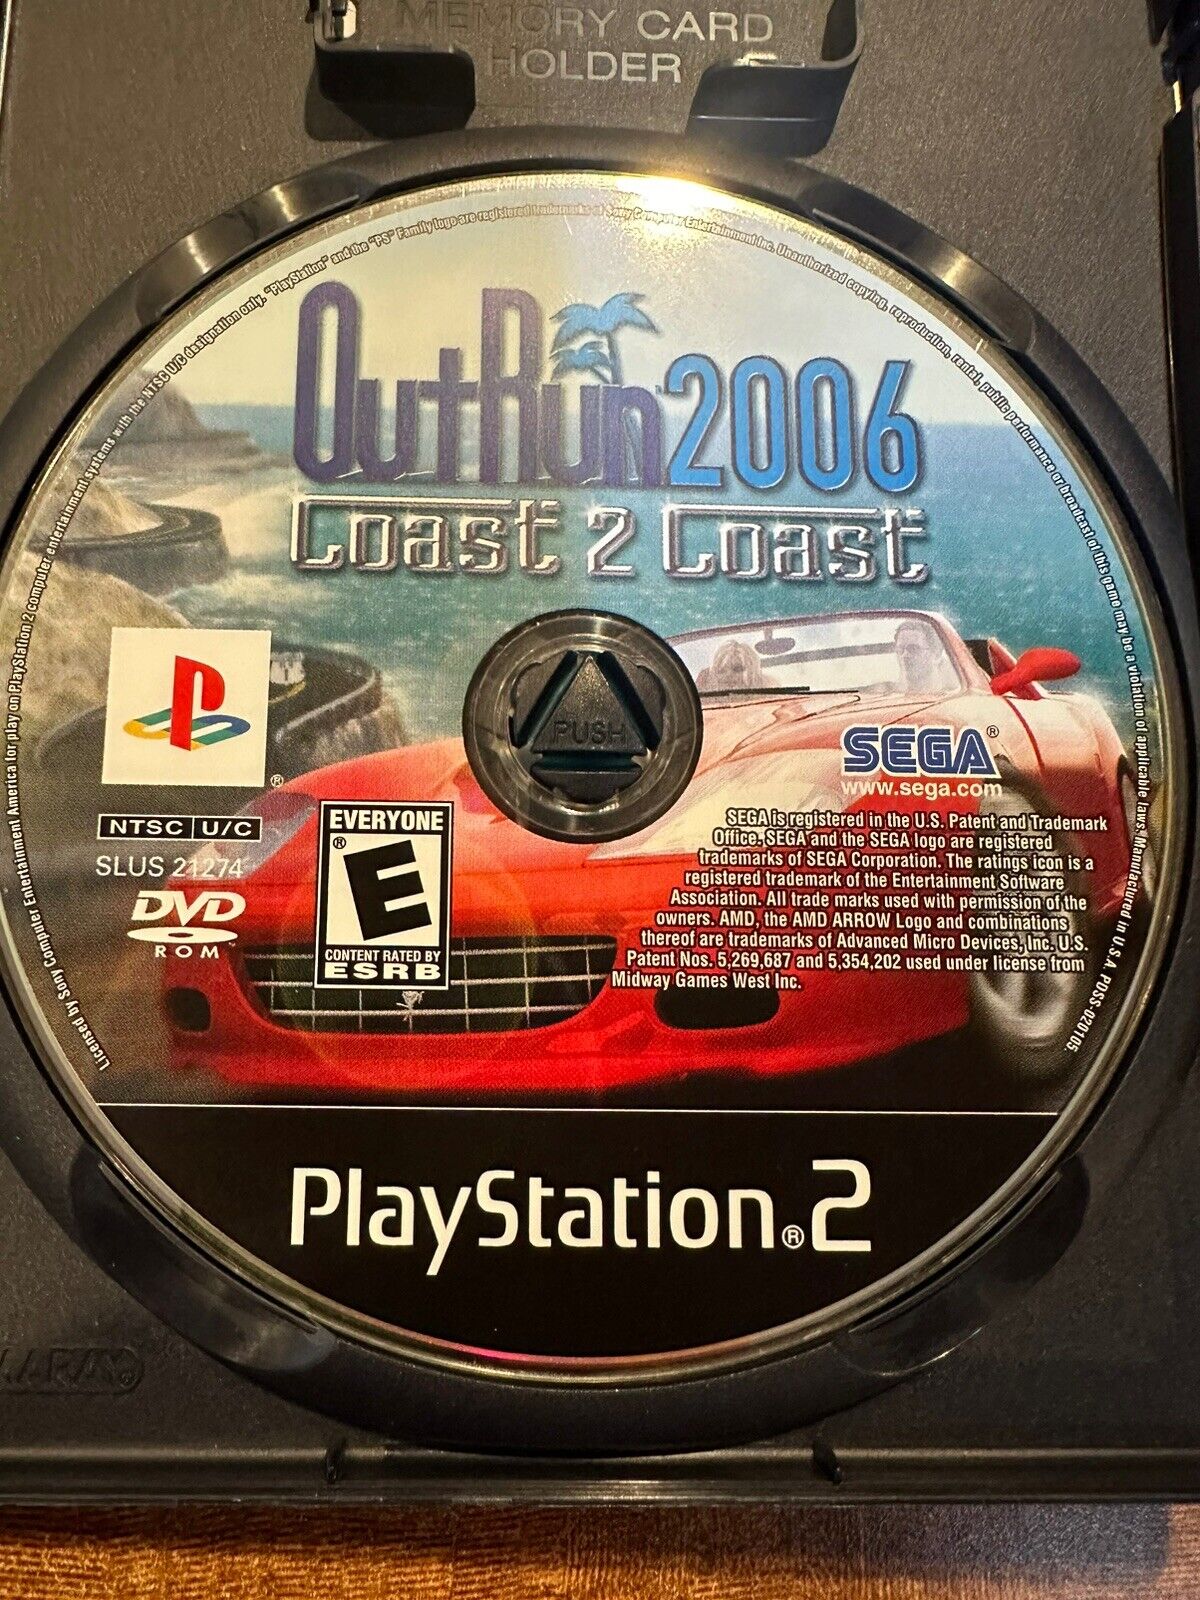 MEMORY CARD
HOLDER
Licensed by Sony Computer Entertainment America for play on PlayStation 2 computer entertainment systems with the NTSC U/C designation only. "PlayStation" and the "PS" Family logo are registered trademarks of Sony Computer Entertainment Inc. Unauthorized copying, reproduction, rental, public performance or broadcast of this game may be a violation of applicable laws. Manufactured in U.S.A. PDSS-020105.
OutRun 2006
Coast 2 Coast
PUSH
®
NTSC U/C
SLUS 21274
DVD
ROM™
EVERYONE
®
E
CONTENT RATED BY
ESRB
SEGA®
www.sega.com
SEGA is registered in the U.S. Patent and Trademark
Office. SEGA and the SEGA logo are registered
trademarks of SEGA Corporation. The ratings icon is a
registered trademark of the Entertainment Software
Association. All trade marks used with permission of the
owners. AMD, the AMD ARROW Logo and combinations
thereof are trademarks of Advanced Micro Devices, Inc. U.S.
Patent Nos. 5,269,687 and 5,354,202 used under license from
Midway Games West Inc.
PlayStation®2